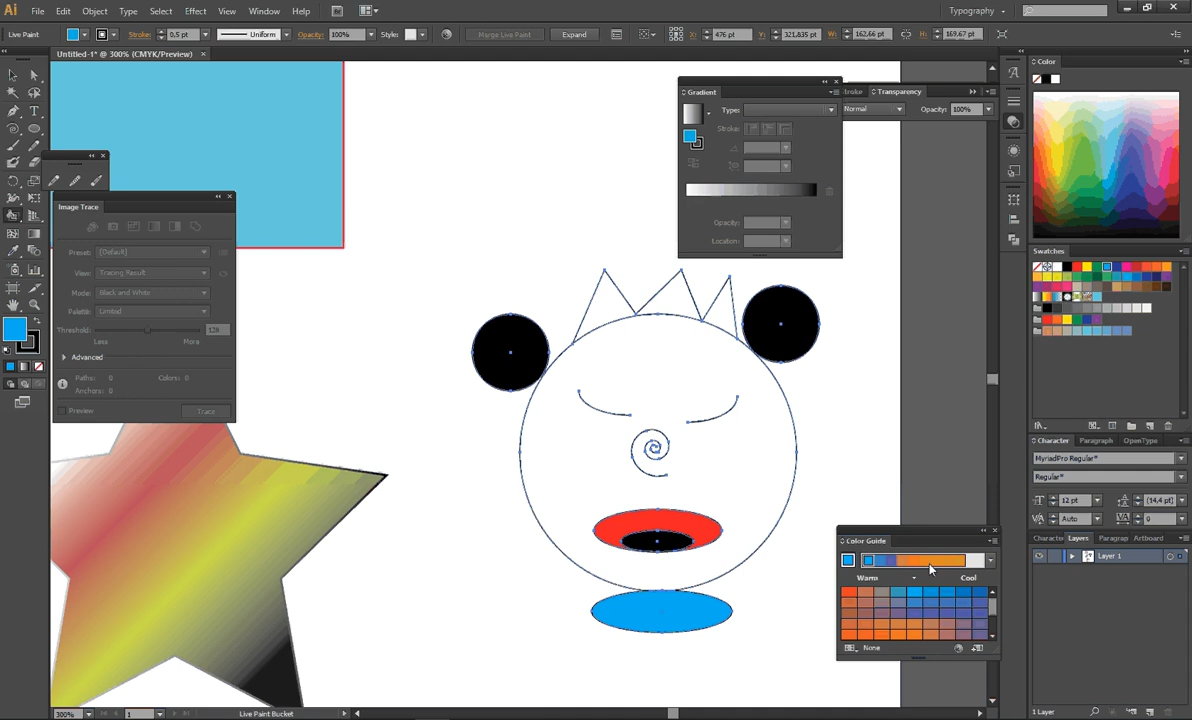 Ai File Edit Object Type Select Effect View Window Help Br Typography
Live Paint Stroke: 0,5 pt Uniform Opacity: 100% Style: Merge Live Paint Expand X: 476 pt Y: 321,835 pt W: 162,66 pt H: 169,67 pt
Untitled-1* @ 300% (CMYK/Preview)
Color
Gradient
Type:
Stroke:
Opacity:
Location:
Stroke Transparency
Normal Opacity: 100%
Image Trace
Preset: [Default]
View: Tracing Result
Mode: Black and White
Palette: Limited
Threshold: 128
Less More
Advanced
Paths: 0 Colors: 0
Anchors: 0
Preview Trace
Swatches
Character Paragraph OpenType
MyriadPro Regular*
Regular*
12 pt (14,4 pt)
Auto 0
Character Layers Paragrap Artboard
Layer 1
Color Guide
Warm Cool
None
300% 1 Live Paint Bucket 1 Layer